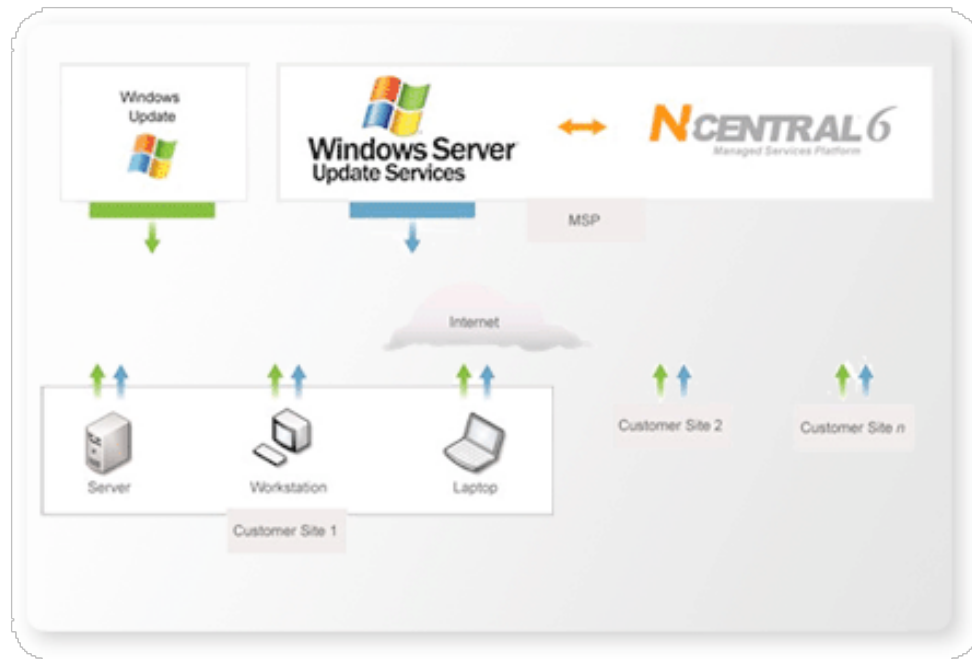 Windows
Update
Windows Server
Update Services
N-CENTRAL 6
Managed Services Platform
MSP
Internet
Server
Workstation
Laptop
Customer Site 1
Customer Site 2
Customer Site n